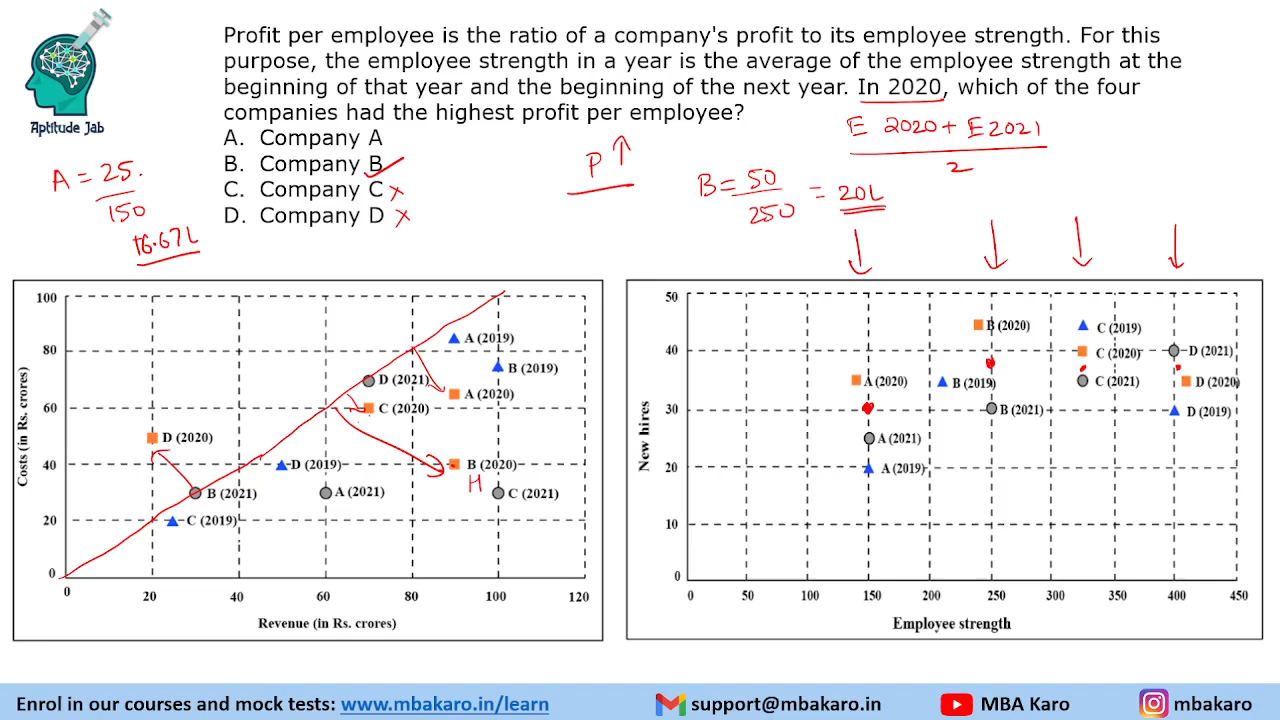 Profit per employee is the ratio of a company's profit to its employee strength. For this
purpose, the employee strength in a year is the average of the employee strength at the
beginning of that year and the beginning of the next year. In 2020, which of the four
companies had the highest profit per employee?
Aptitude Jab
A. Company A
B. Company B
C. Company C x
D. Company D x
A = 25.
150
16.67L
P ↑
E 2020 + E 2021
2
B = 50
250
= 20L
100
80
60
40
20
0
Costs (in Rs. crores)
A (2019)
B (2019)
D (2021)
A (2020)
C (2020)
D (2020)
D (2019)
B (2020)
H
B (2021)
A (2021)
C (2021)
C (2019)
0 20 40 60 80 100 120
Revenue (in Rs. crores)
50
40
30
20
10
0
New hires
B (2020)
C (2019)
C (2020)
D (2021)
A (2020)
B (2019)
C (2021)
D (2020)
B (2021)
D (2019)
A (2021)
A (2019)
0 50 100 150 200 250 300 350 400 450
Employee strength
Enrol in our courses and mock tests: www.mbakaro.in/learn
support@mbakaro.in
MBA Karo
mbakaro